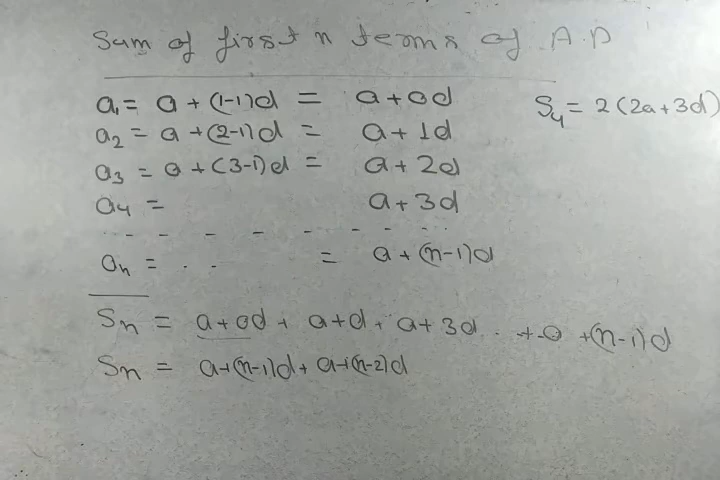 Sum of first n terms of A.P
a₁ = a + (1-1)d = a + 0d
S₄ = 2(2a+3d)
a₂ = a + (2-1)d = a + 1d
a₃ = a + (3-1)d = a + 2d
a₄ = a + 3d
. - - - - - - - - -
aₙ = . . = a + (n-1)d
Sₙ = a+0d + a+d + a+3d . . + a + (n-1)d
Sₙ = a+(n-1)d + a+(n-2)d